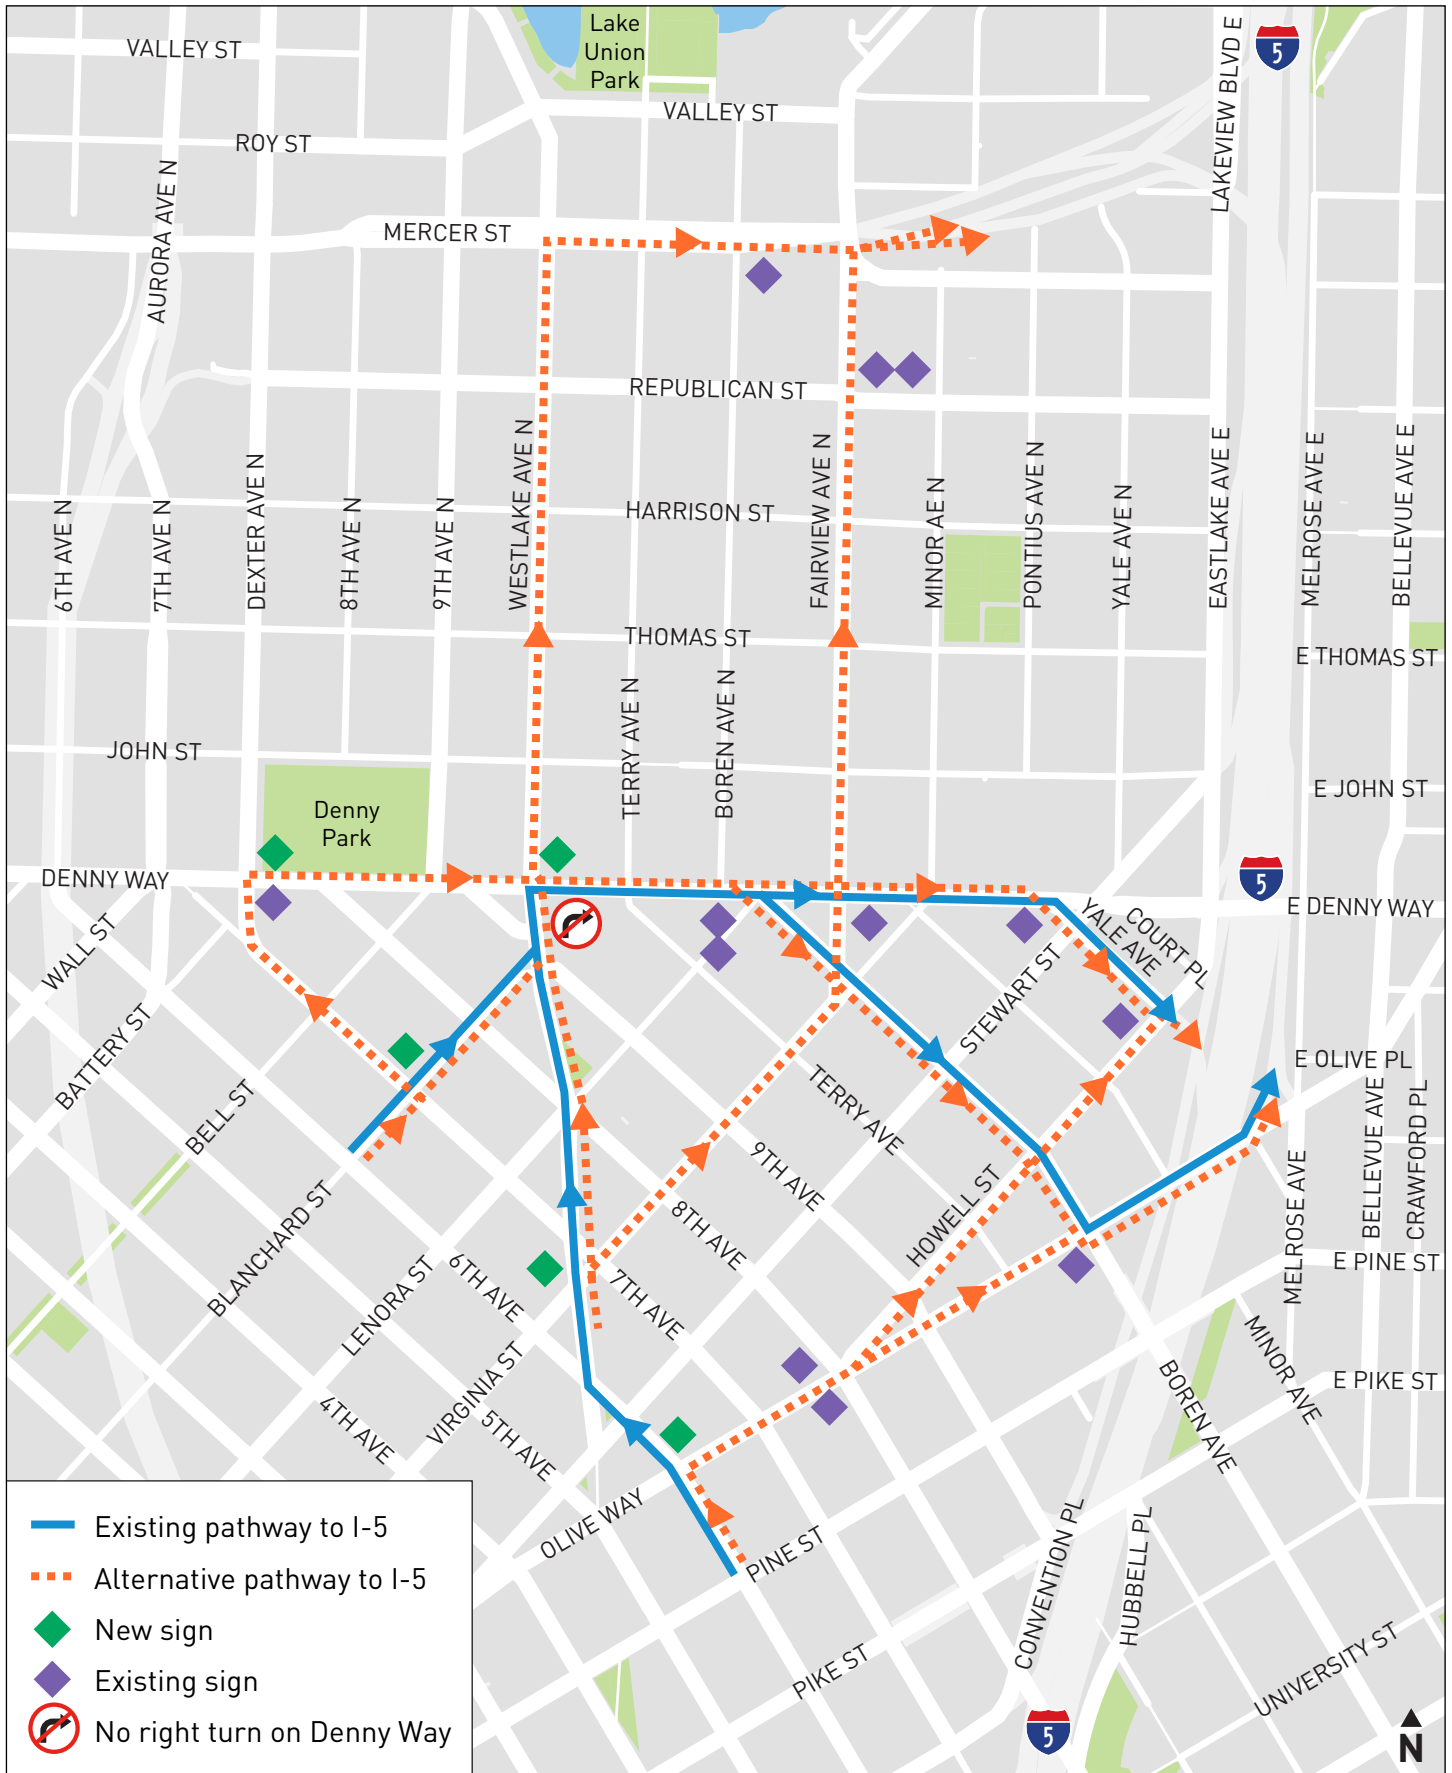 Lake
Union
Park
5
VALLEY ST
VALLEY ST
LAKEVIEW BLVD E
ROY ST
AURORA AVE N
MERCER ST
REPUBLICAN ST
HARRISON ST
6TH AVE N
7TH AVE N
DEXTER AVE N
8TH AVE N
9TH AVE N
WESTLAKE AVE N
FAIRVIEW AVE N
MINOR AE N
PONTIUS AVE N
YALE AVE N
EASTLAKE AVE E
MELROSE AVE E
BELLEVUE AVE E
THOMAS ST
E THOMAS ST
TERRY AVE N
BOREN AVE N
JOHN ST
E JOHN ST
Denny
Park
DENNY WAY
5
E DENNY WAY
WALL ST
YALE AVE
COURT PL
STEWART ST
BATTERY ST
BELL ST
E OLIVE PL
TERRY AVE
BELLEVUE AVE
CRAWFORD PL
9TH AVE
MELROSE AVE
BLANCHARD ST
8TH AVE
HOWELL ST
LENORA ST
6TH AVE
7TH AVE
E PINE ST
VIRGINIA ST
MINOR AVE
E PIKE ST
4TH AVE
5TH AVE
BOREN AVE
OLIVE WAY
PINE ST
CONVENTION PL
HUBBELL PL
PIKE ST
UNIVERSITY ST
5
N
Existing pathway to I-5
Alternative pathway to I-5
New sign
Existing sign
No right turn on Denny Way